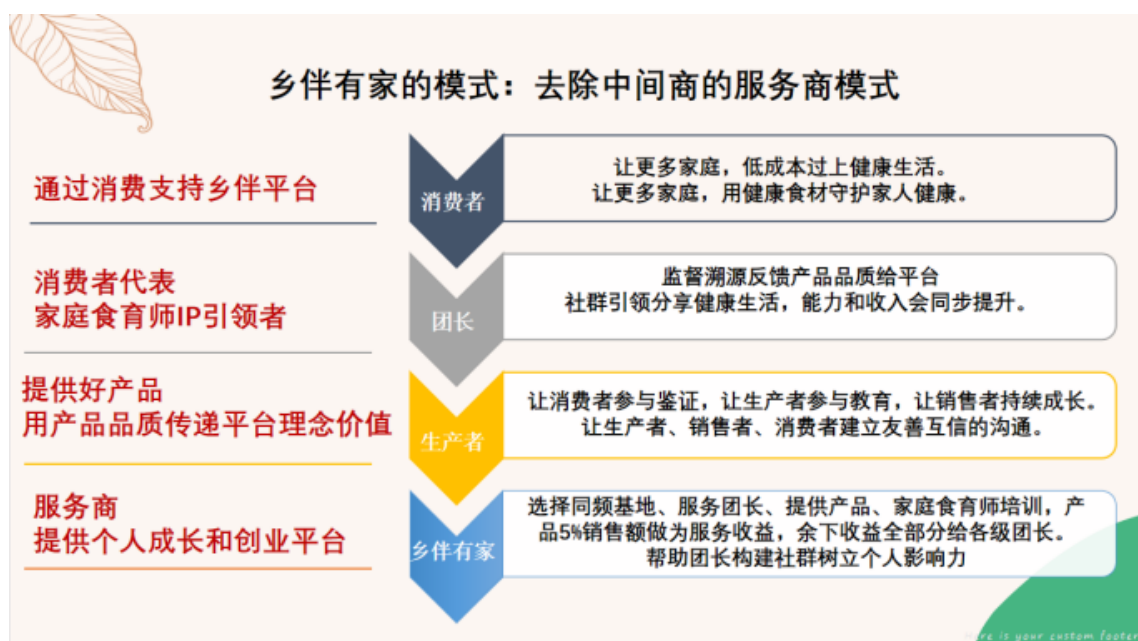 乡伴有家的模式：去除中间商的服务商模式
通过消费支持乡伴平台
消费者
让更多家庭，低成本过上健康生活。
让更多家庭，用健康食材守护家人健康。
消费者代表
家庭食育师IP引领者
团长
监督溯源反馈产品品质给平台
社群引领分享健康生活，能力和收入会同步提升。
提供好产品
用产品品质传递平台理念价值
生产者
让消费者参与鉴证，让生产者参与教育，让销售者持续成长。
让生产者、销售者、消费者建立友善互信的沟通。
服务商
提供个人成长和创业平台
乡伴有家
选择同频基地、服务团长、提供产品、家庭食育师培训，产
品5%销售额做为服务收益，余下收益全部分给各级团长。
帮助团长构建社群树立个人影响力
here is your custom footer